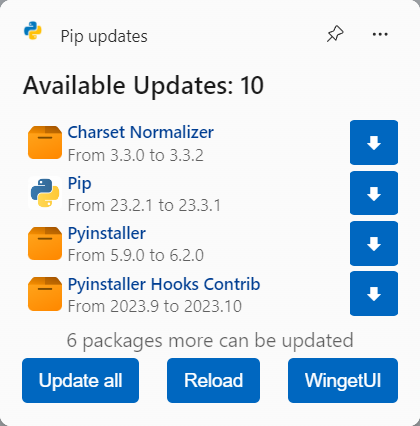 Pip updates
Available Updates: 10
Charset Normalizer
From 3.3.0 to 3.3.2
Pip
From 23.2.1 to 23.3.1
Pyinstaller
From 5.9.0 to 6.2.0
Pyinstaller Hooks Contrib
From 2023.9 to 2023.10
6 packages more can be updated
Update all Reload WingetUI